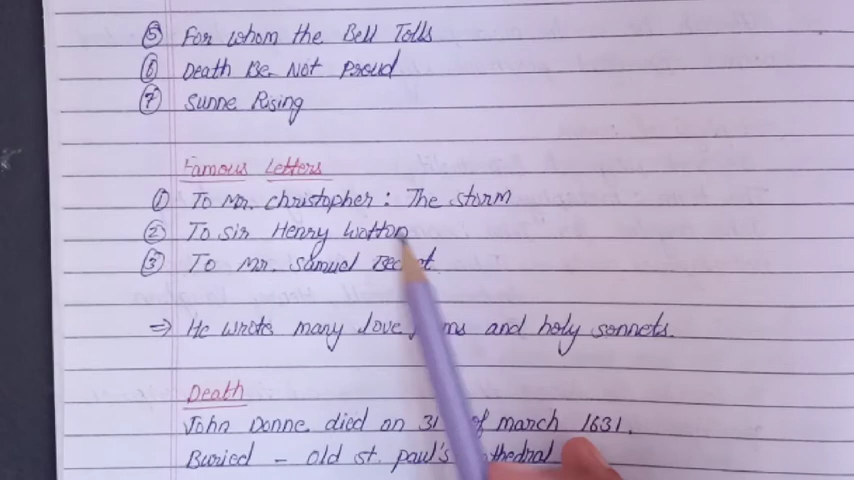 ⑤ For whom the Bell Tolls
⑥ Death Be Not Proud
⑦ Sunne Rising
Famous Letters
① To Mr. christopher : The storm
② To sir Henry Wotton
③ To Mr. Samuel
⇒ He wrote many love and holy sonnets.
Death
John Donne died on 31 of march 1631.
Buried - old st. paul's